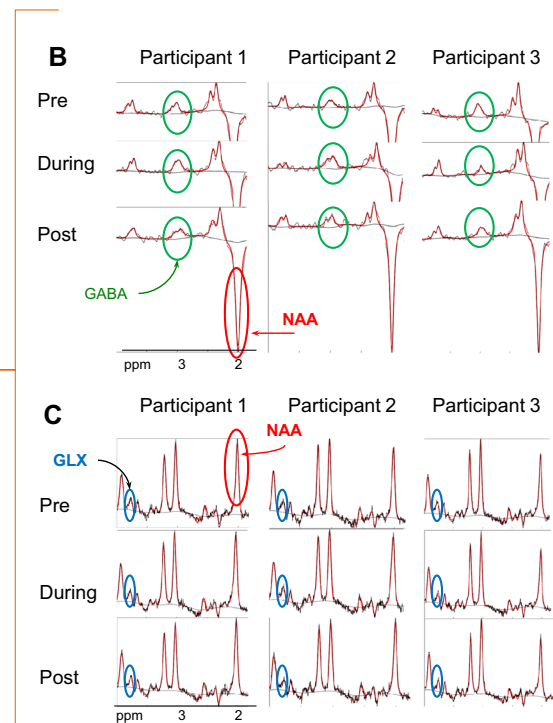 B
Participant 1 Participant 2 Participant 3
Pre
During
Post
GABA
NAA
ppm 3 2
C
Participant 1 Participant 2 Participant 3
NAA
GLX
Pre
During
Post
ppm 3 2